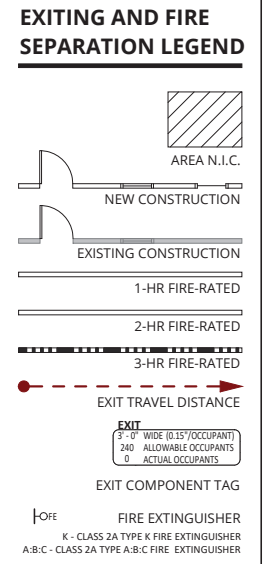 EXITING AND FIRE
SEPARATION LEGEND
AREA N.I.C.
NEW CONSTRUCTION
EXISTING CONSTRUCTION
1-HR FIRE-RATED
2-HR FIRE-RATED
3-HR FIRE-RATED
EXIT TRAVEL DISTANCE
EXIT
3' - 0" WIDE (0.15"/OCCUPANT)
240 ALLOWABLE OCCUPANTS
0 ACTUAL OCCUPANTS
EXIT COMPONENT TAG
OFE FIRE EXTINGUISHER
K - CLASS 2A TYPE K FIRE EXTINGUISHER
A:B:C - CLASS 2A TYPE A:B:C FIRE EXTINGUISHER